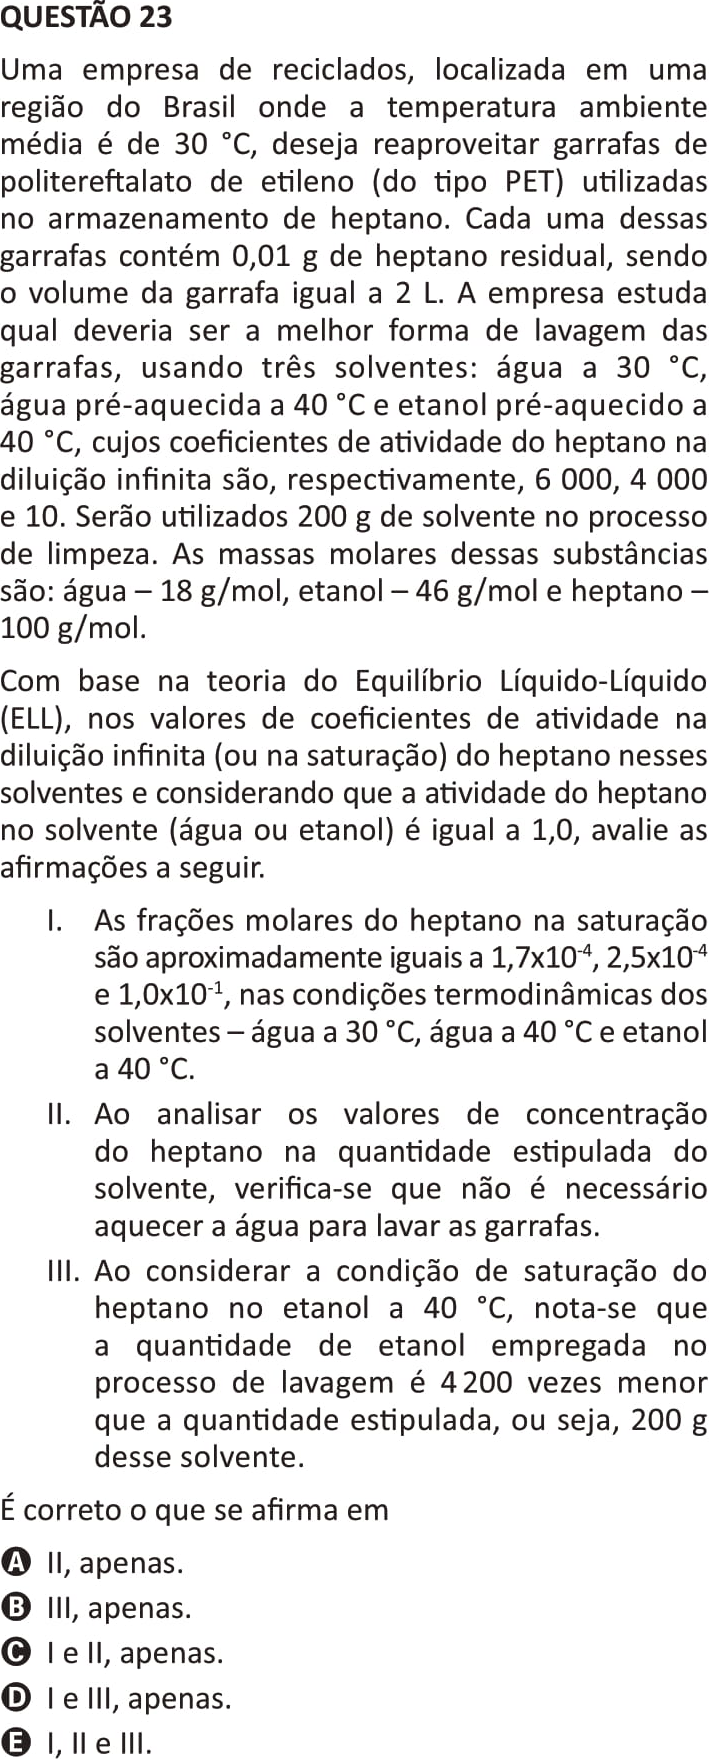 QUESTÃO 23
Uma empresa de reciclados, localizada em uma
região do Brasil onde a temperatura ambiente
média é de 30 °C, deseja reaproveitar garrafas de
politereftalato de etileno (do tipo PET) utilizadas
no armazenamento de heptano. Cada uma dessas
garrafas contém 0,01 g de heptano residual, sendo
o volume da garrafa igual a 2 L. A empresa estuda
qual deveria ser a melhor forma de lavagem das
garrafas, usando três solventes: água a 30 °C,
água pré-aquecida a 40 °C e etanol pré-aquecido a
40 °C, cujos coeficientes de atividade do heptano na
diluição infinita são, respectivamente, 6 000, 4 000
e 10. Serão utilizados 200 g de solvente no processo
de limpeza. As massas molares dessas substâncias
são: água – 18 g/mol, etanol – 46 g/mol e heptano –
100 g/mol.
Com base na teoria do Equilíbrio Líquido-Líquido
(ELL), nos valores de coeficientes de atividade na
diluição infinita (ou na saturação) do heptano nesses
solventes e considerando que a atividade do heptano
no solvente (água ou etanol) é igual a 1,0, avalie as
afirmações a seguir.
I. As frações molares do heptano na saturação
são aproximadamente iguais a 1,7x10⁻⁴, 2,5x10⁻⁴
e 1,0x10⁻¹, nas condições termodinâmicas dos
solventes – água a 30 °C, água a 40 °C e etanol
a 40 °C.
II. Ao analisar os valores de concentração
do heptano na quantidade estipulada do
solvente, verifica-se que não é necessário
aquecer a água para lavar as garrafas.
III. Ao considerar a condição de saturação do
heptano no etanol a 40 °C, nota-se que
a quantidade de etanol empregada no
processo de lavagem é 4 200 vezes menor
que a quantidade estipulada, ou seja, 200 g
desse solvente.
É correto o que se afirma em
A II, apenas.
B III, apenas.
C I e II, apenas.
D I e III, apenas.
E I, II e III.